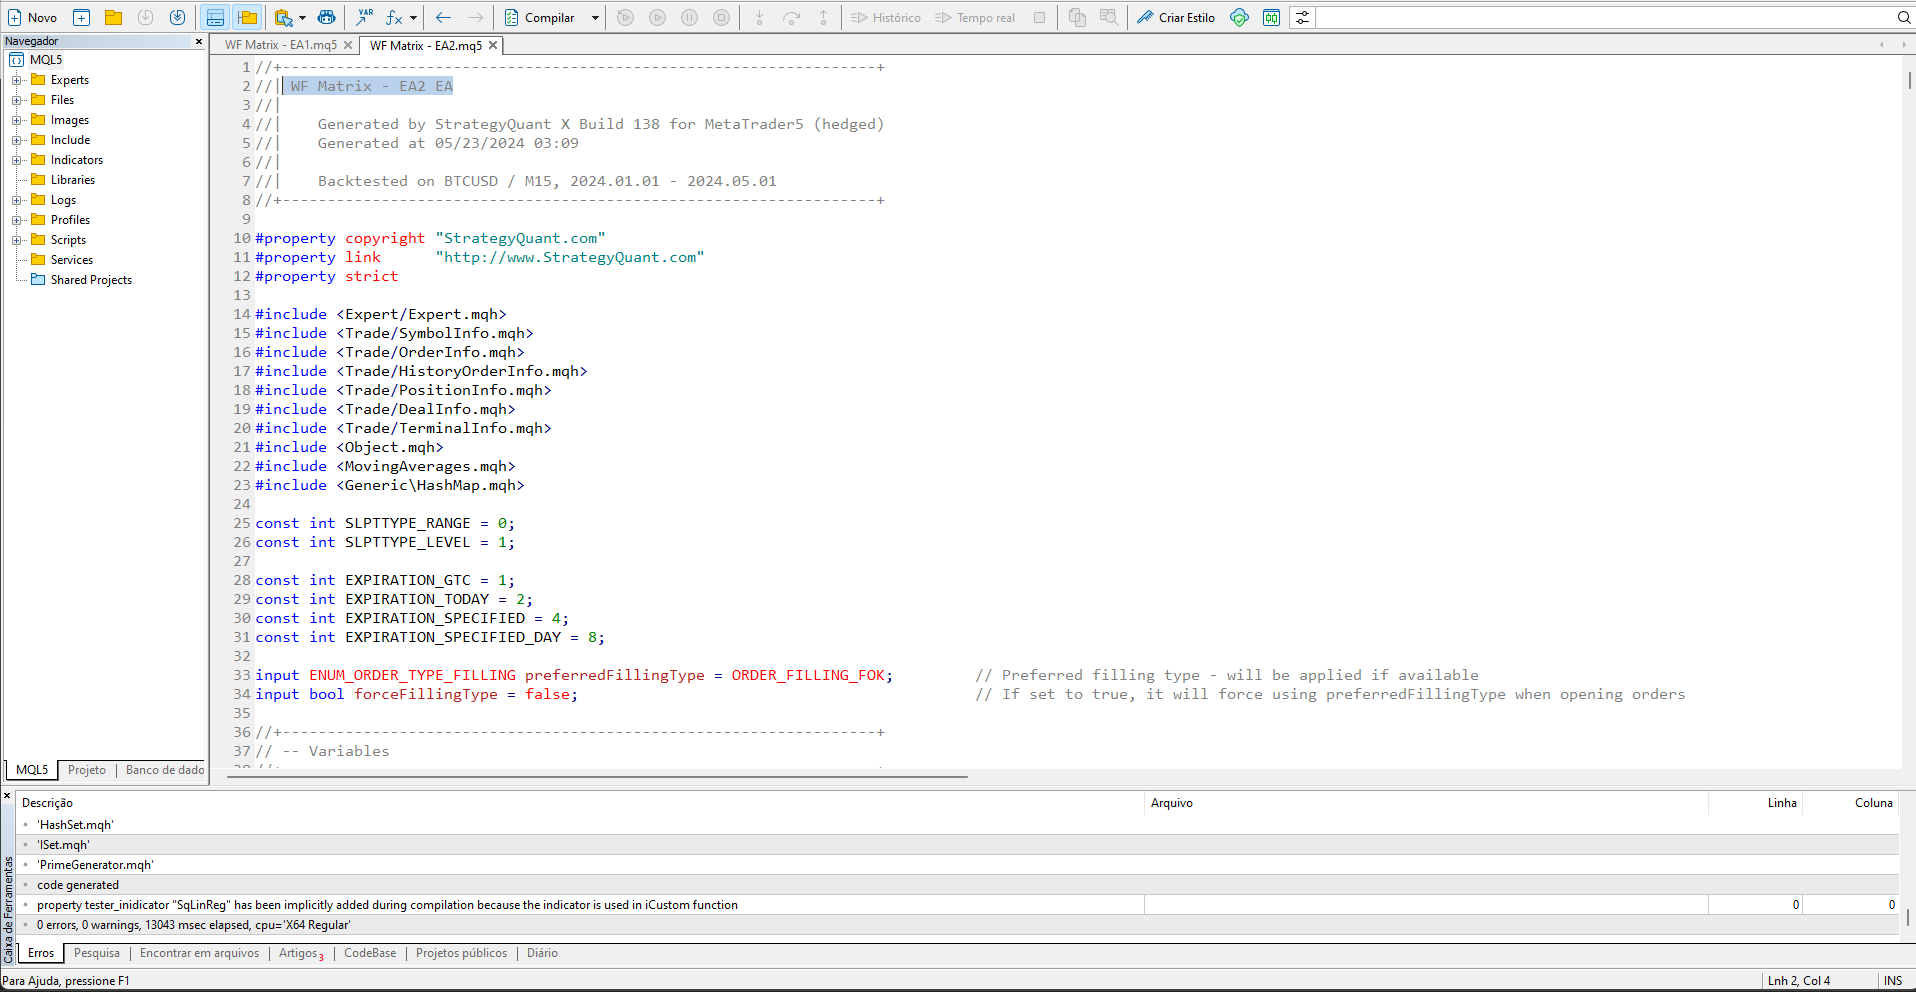 Novo Compilar Histórico Tempo real Criar Estilo
Navegador
MQL5
Experts
Files
Images
Include
Indicators
Libraries
Logs
Profiles
Scripts
Services
Shared Projects
MQL5 Projeto Banco de dado
WF Matrix - EA1.mq5 WF Matrix - EA2.mq5
1 //+------------------------------------------------------------------+
2 //| WF Matrix - EA2 EA
3 //|
4 //|    Generated by StrategyQuant X Build 138 for MetaTrader5 (hedged)
5 //|    Generated at 05/23/2024 03:09
6 //|
7 //|    Backtested on BTCUSD / M15, 2024.01.01 - 2024.05.01
8 //+------------------------------------------------------------------+
9
10 #property copyright "StrategyQuant.com"
11 #property link      "http://www.StrategyQuant.com"
12 #property strict
13
14 #include <Expert/Expert.mqh>
15 #include <Trade/SymbolInfo.mqh>
16 #include <Trade/OrderInfo.mqh>
17 #include <Trade/HistoryOrderInfo.mqh>
18 #include <Trade/PositionInfo.mqh>
19 #include <Trade/DealInfo.mqh>
20 #include <Trade/TerminalInfo.mqh>
21 #include <Object.mqh>
22 #include <MovingAverages.mqh>
23 #include <Generic\HashMap.mqh>
24
25 const int SLPTTYPE_RANGE = 0;
26 const int SLPTTYPE_LEVEL = 1;
27
28 const int EXPIRATION_GTC = 1;
29 const int EXPIRATION_TODAY = 2;
30 const int EXPIRATION_SPECIFIED = 4;
31 const int EXPIRATION_SPECIFIED_DAY = 8;
32
33 input ENUM_ORDER_TYPE_FILLING preferredFillingType = ORDER_FILLING_FOK;         // Preferred filling type - will be applied if available
34 input bool forceFillingType = false;                                            // If set to true, it will force using preferredFillingType when opening orders
35
36 //+------------------------------------------------------------------+
37 // -- Variables
Caixa de Ferramentas
Descrição Arquivo Linha Coluna
'HashSet.mqh'
'ISet.mqh'
'PrimeGenerator.mqh'
code generated
property tester_inidicator "SqLinReg" has been implicitly added during compilation because the indicator is used in iCustom function 0 0
0 errors, 0 warnings, 13043 msec elapsed, cpu='X64 Regular'
Erros Pesquisa Encontrar em arquivos Artigos 3 CodeBase Projetos públicos Diário
Para Ajuda, pressione F1 Lnh 2, Col 4 INS